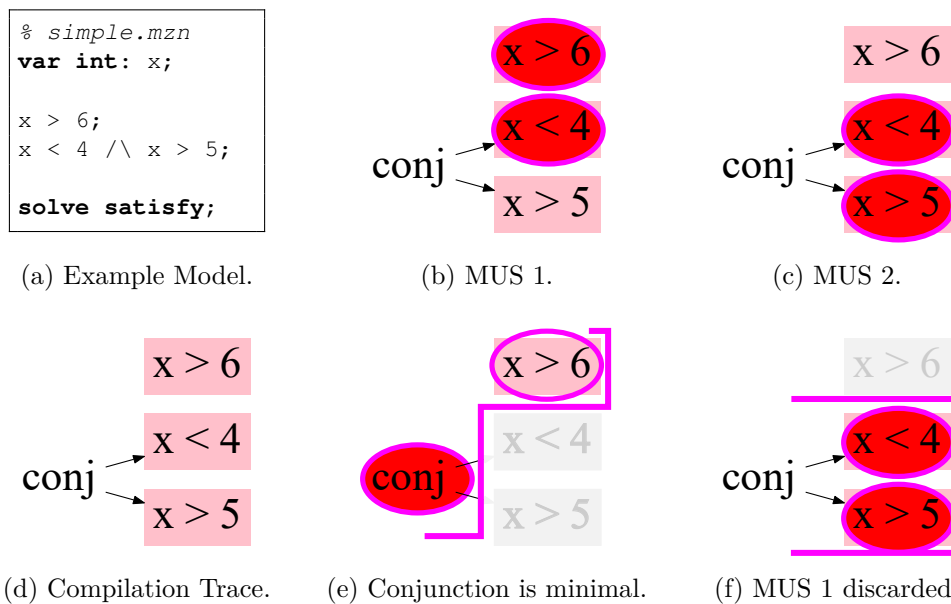 % simple.mzn
var int: x;
x > 6;
x < 4 /\ x > 5;
solve satisfy;
(a) Example Model.
x > 6
x < 4
conj
x > 5
(b) MUS 1.
x > 6
x < 4
conj
x > 5
(c) MUS 2.
x > 6
x < 4
conj
x > 5
(d) Compilation Trace.
x > 6
x < 4
conj
x > 5
(e) Conjunction is minimal.
x > 6
x < 4
conj
x > 5
(f) MUS 1 discarded